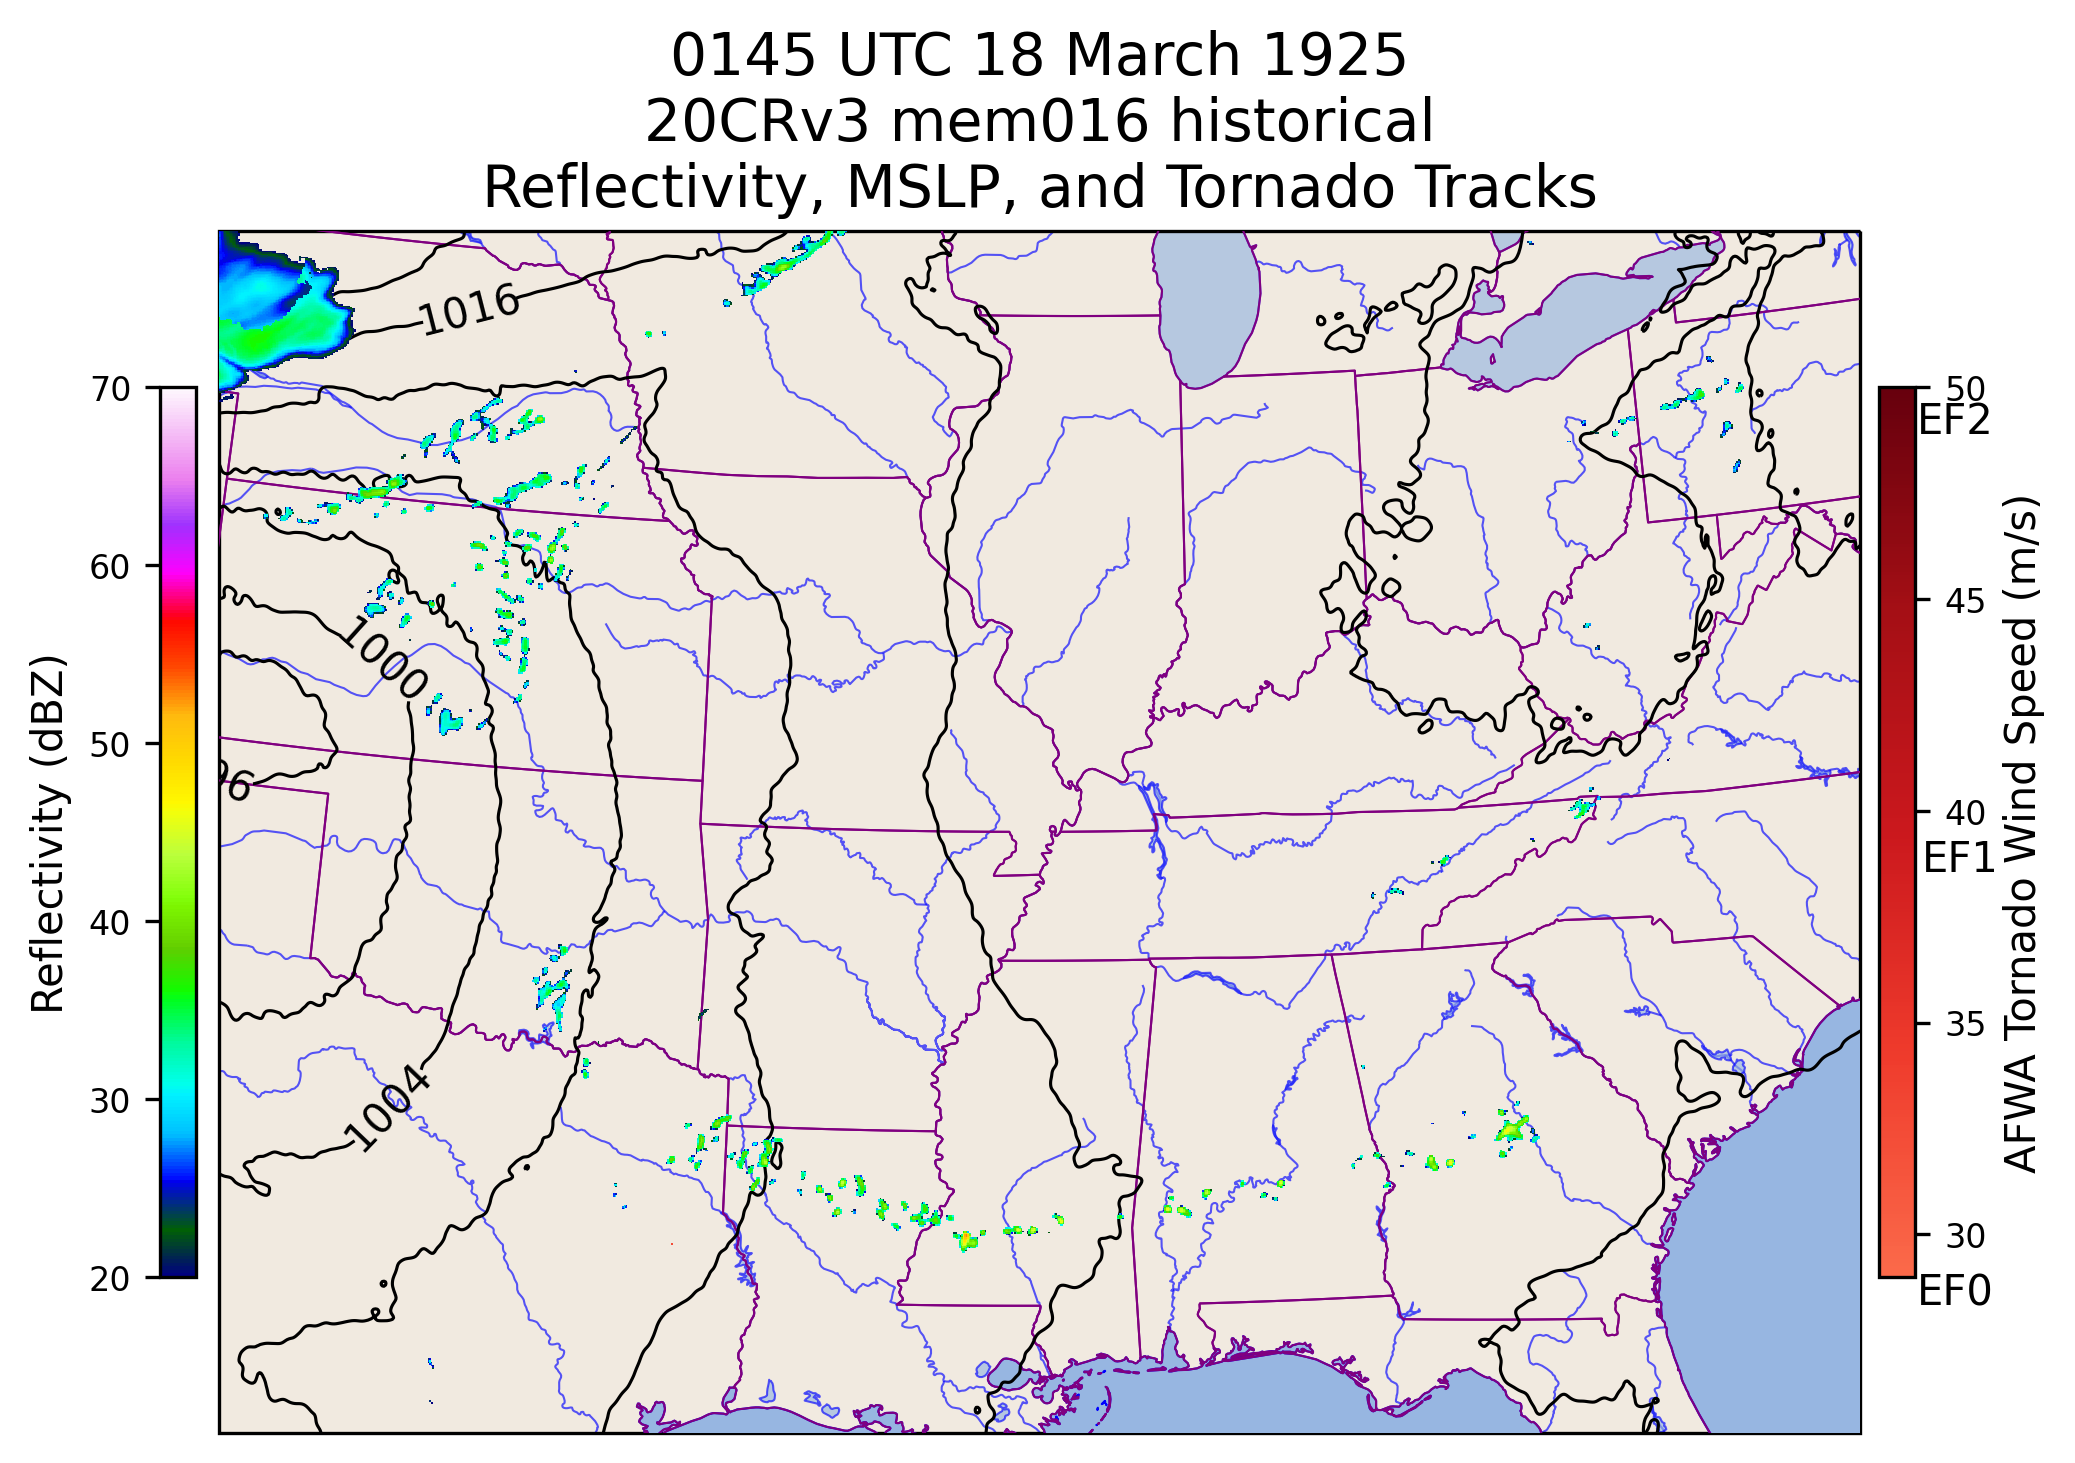 0145 UTC 18 March 1925
20CRv3 mem016 historical
Reflectivity, MSLP, and Tornado Tracks
1016
1000
96
1004
70
60
50
40
30
20
Reflectivity (dBZ)
50
EF2
45
40
EF1
35
30
EF0
AFWA Tornado Wind Speed (m/s)